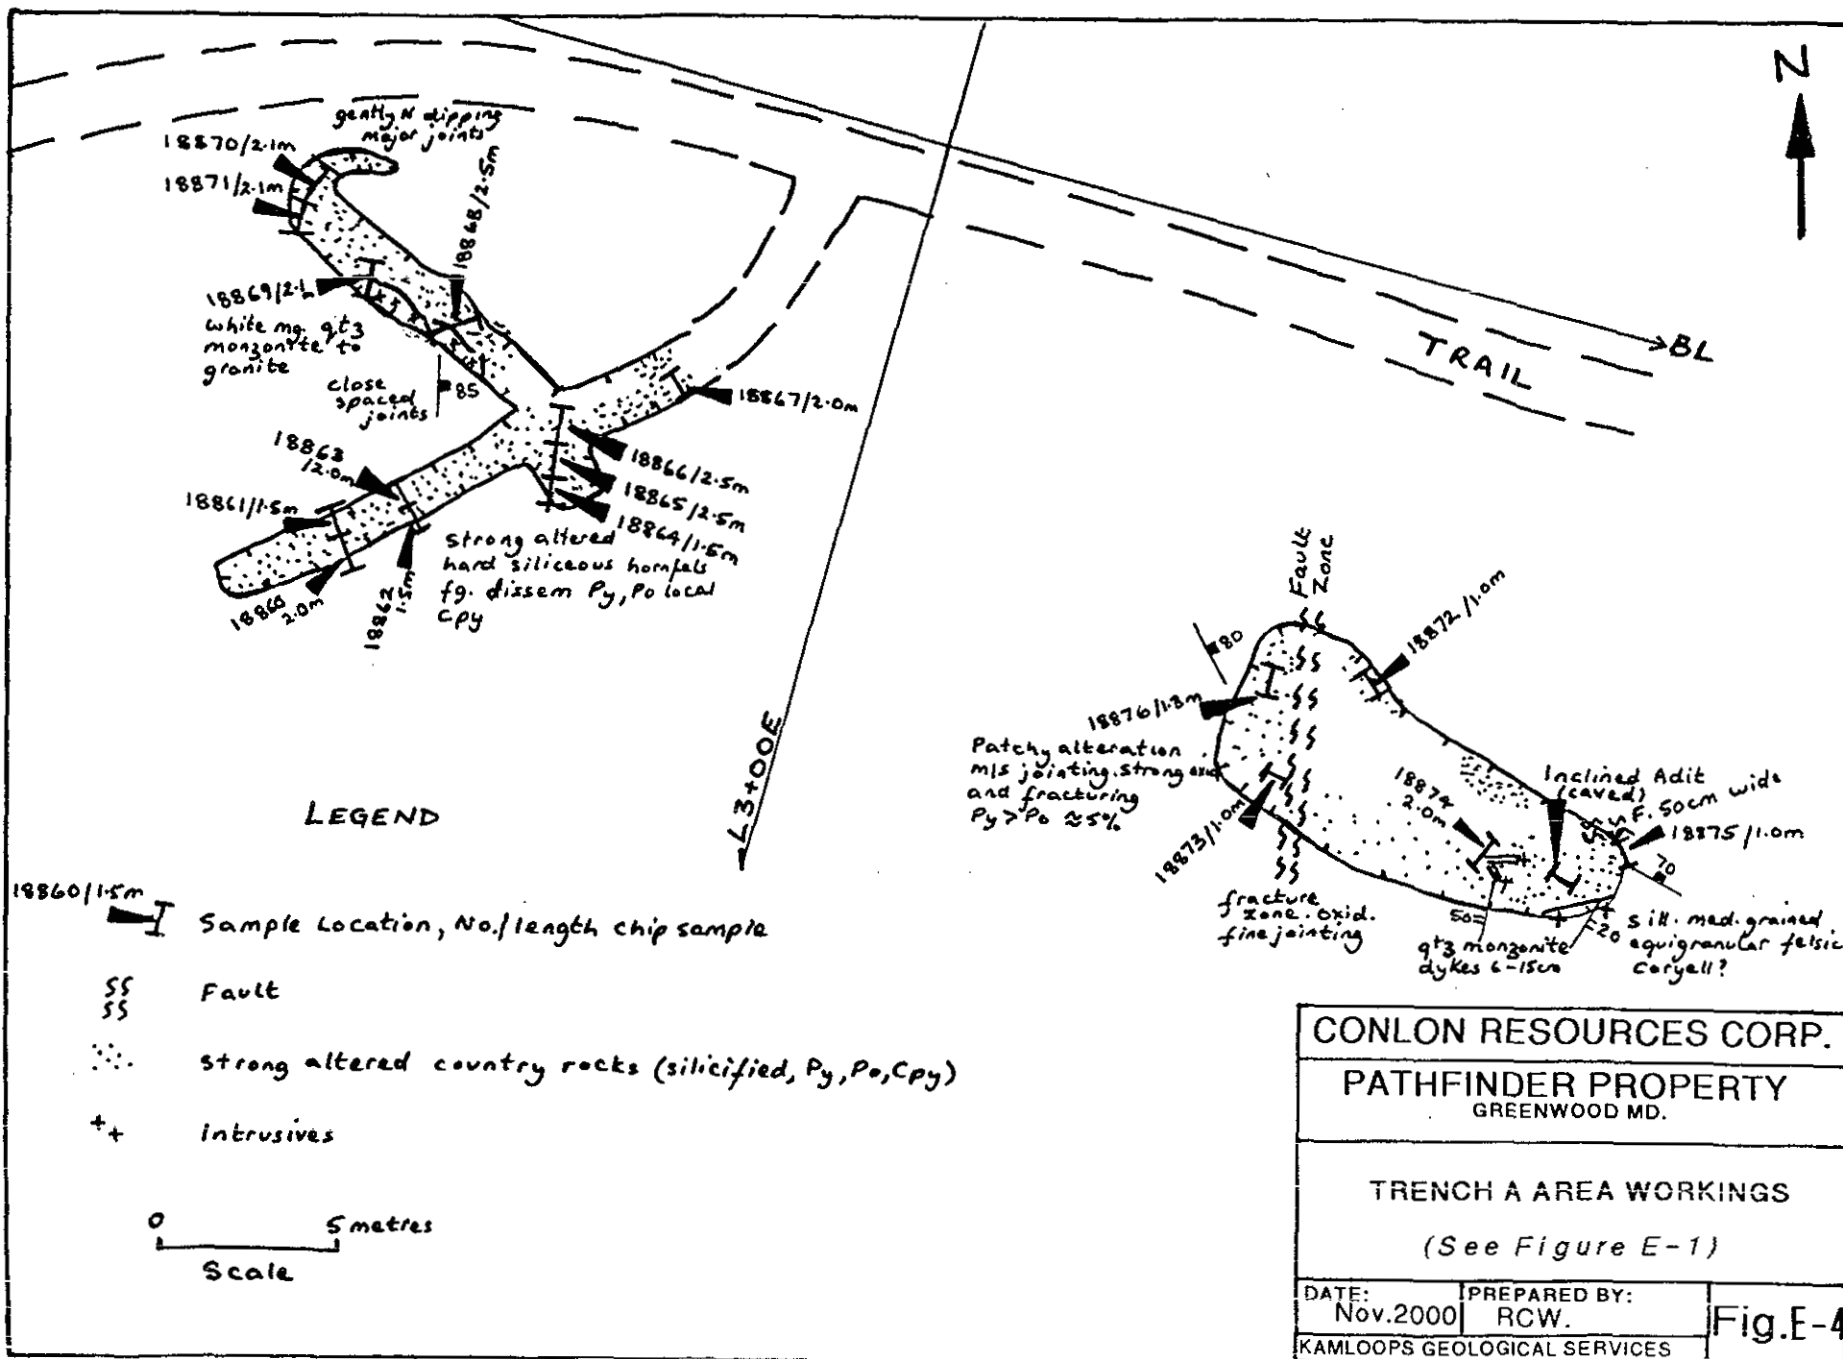 N
gently N dipping
major joints
18870/2.1m
18871/2.1m
18868/2.5m
18869/2.1m
white mg. qtz
monzonite to
granite
close
spaced
joints
85
18867/2.0m
18863
/2.0m
18861/1.5m
18866/2.5m
18865/2.5m
18864/1.5m
18860
2.0m
18862
1.5m
Strong altered
hard siliceous hornfels
fg. dissem Py, Po local
Cpy
BL
TRAIL
L3+00E
Fault
Zone
80
18872/1.0m
18876/1.3m
Patchy alteration
m/s jointing. strong oxid
and fracturing
Py > Po ≈ 5%
18873/1.0m
fracture
zone. oxid.
fine jointing
18874
2.0m
Inclined Adit
(caved)
F. 50cm wide
18875/1.0m
70
50
20
qtz monzonite
dykes 6-15cm
sill. med. grained
equigranular felsic
Coryell?
LEGEND
18860/1.5m
Sample Location, No./length chip sample
Fault
strong altered country rocks (silicified, Py, Po, Cpy)
intrusives
0 5 metres
Scale
CONLON RESOURCES CORP.
PATHFINDER PROPERTY
GREENWOOD MD.
TRENCH A AREA WORKINGS
(See Figure E-1)
DATE:
Nov.2000
PREPARED BY:
RCW.
Fig.E-4
KAMLOOPS GEOLOGICAL SERVICES